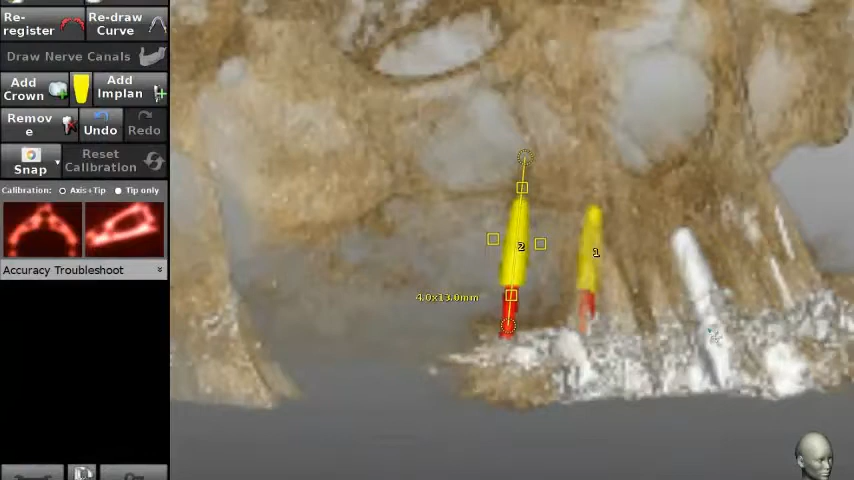 Re-
register
Re-draw
Curve
Draw Nerve Canals
Add
Crown
Add
Implan
Remov
e
Undo
Redo
Snap
Reset
Calibration
Calibration:
Axis+Tip
Tip only
Accuracy Troubleshoot
2
1
4.0x13.0mm